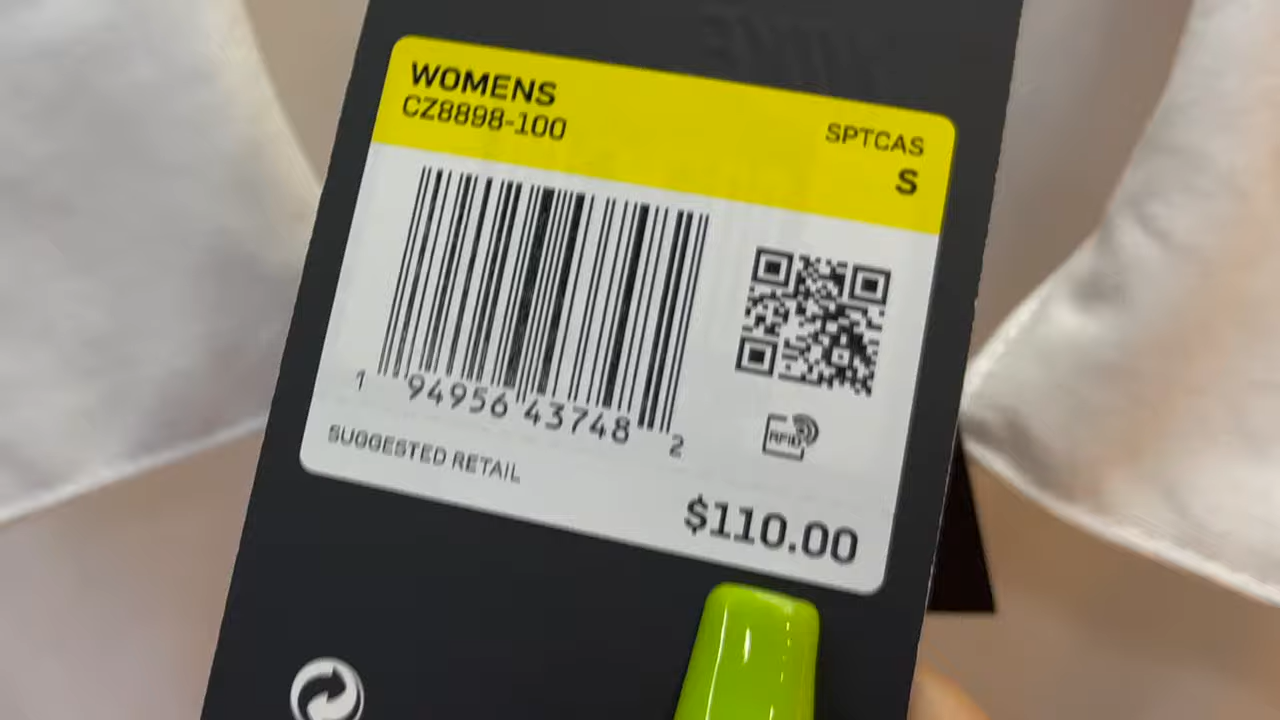 WOMENS
CZ8898-100
SPTCAS
S
1 94956 43748 2
RFID
SUGGESTED RETAIL
$110.00